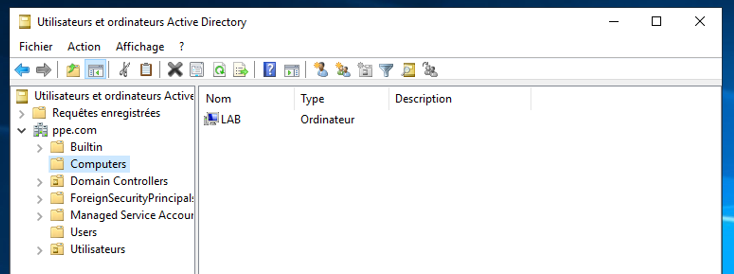 Utilisateurs et ordinateurs Active Directory
Fichier Action Affichage ?
Utilisateurs et ordinateurs Active
Requêtes enregistrées
ppe.com
Builtin
Computers
Domain Controllers
ForeignSecurityPrincipals
Managed Service Accour
Users
Utilisateurs
Nom Type Description
LAB Ordinateur